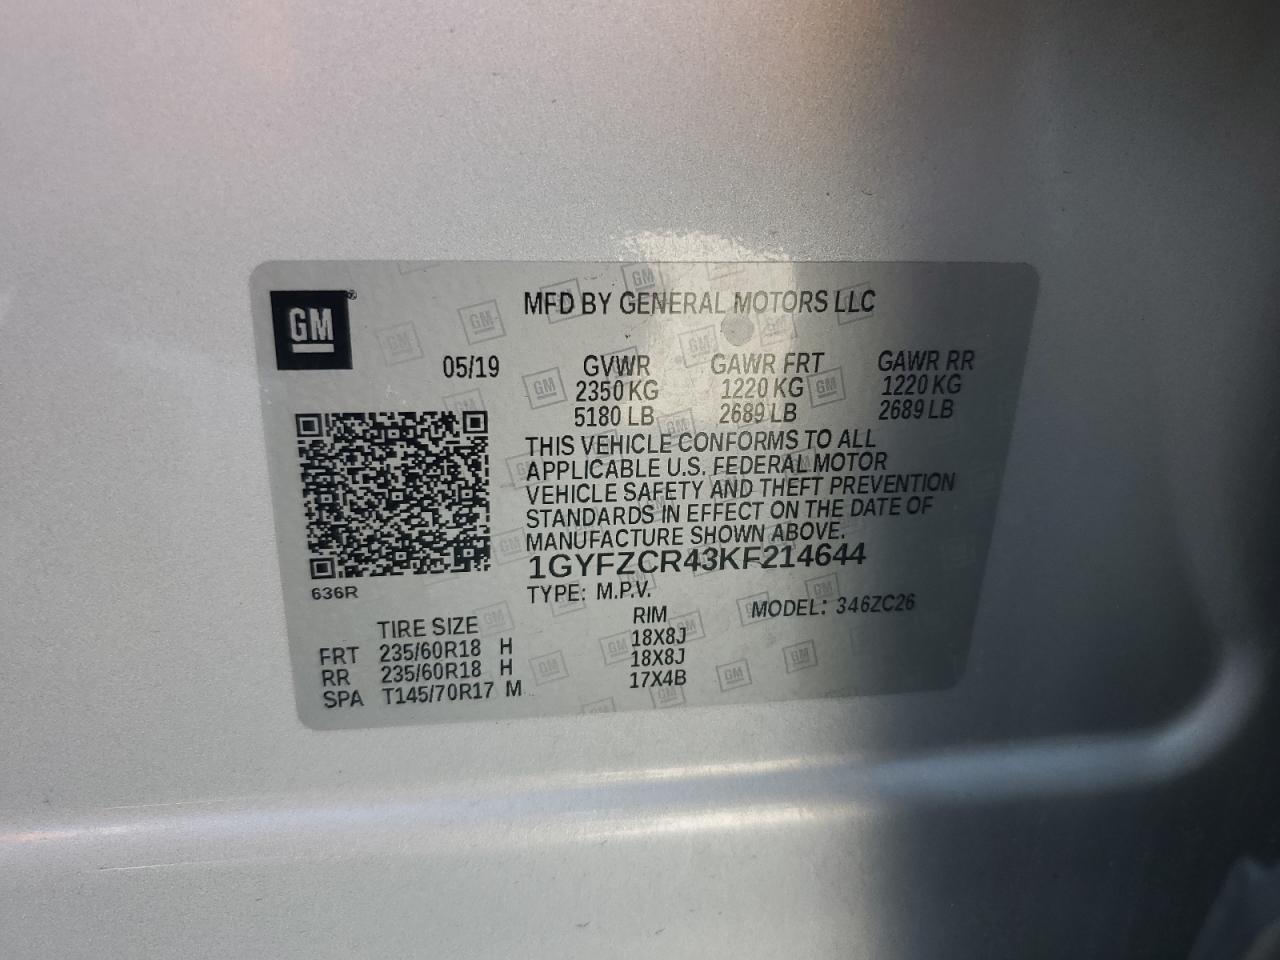 GM
MFD BY GENERAL MOTORS LLC
05/19 GVWR GAWR FRT GAWR RR
2350 KG 1220 KG 1220 KG
5180 LB 2689 LB 2689 LB
THIS VEHICLE CONFORMS TO ALL
APPLICABLE U.S. FEDERAL MOTOR
VEHICLE SAFETY AND THEFT PREVENTION
STANDARDS IN EFFECT ON THE DATE OF
MANUFACTURE SHOWN ABOVE.
1GYFZCR43KF214644
636R
TYPE: M.P.V. MODEL: 346ZC26
TIRE SIZE RIM
FRT 235/60R18 H 18X8J
RR 235/60R18 H 18X8J
SPA T145/70R17 M 17X4B